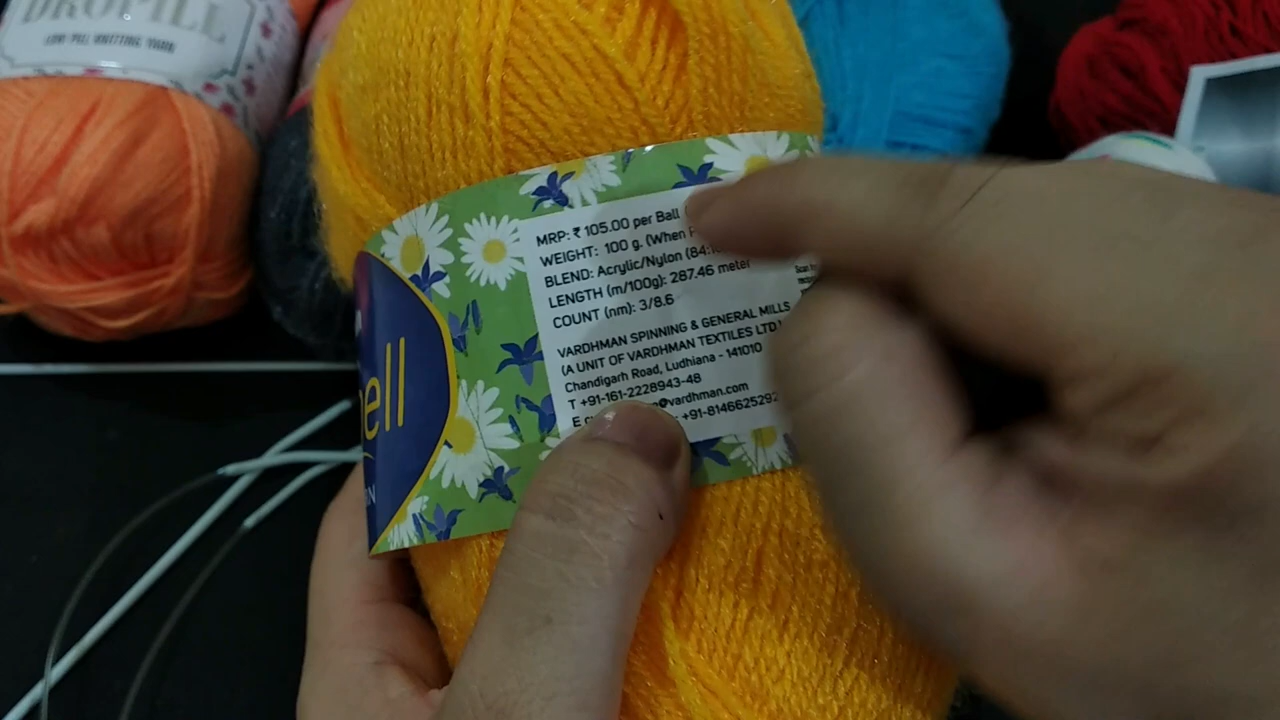 DROPILL
LOW PILL KNITTING YARN
MRP: ₹ 105.00 per Ball
WEIGHT: 100 g. (When
BLEND: Acrylic/Nylon (84:
LENGTH (m/100g): 287.46 meter
COUNT (nm): 3/8.6
VARDHMAN SPINNING & GENERAL MILLS
(A UNIT OF VARDHMAN TEXTILES LTD.)
Chandigarh Road, Ludhiana - 141010
T +91-161-2228943-48
E @vardhman.com
+91-8146625292
ell